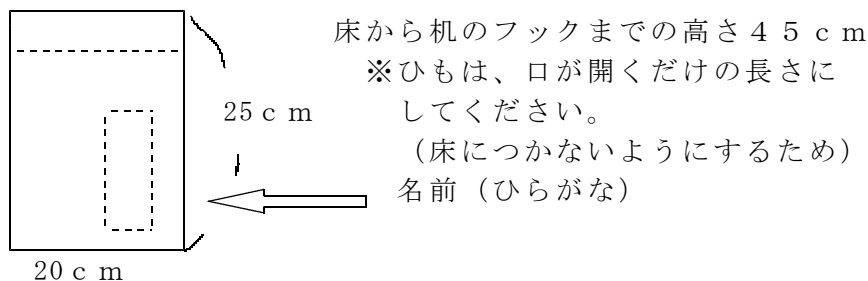 床から机のフックまでの高さ４５ｃｍ
※ひもは、口が開くだけの長さに
してください。
（床につかないようにするため）
名前（ひらがな）
25ｃｍ
20ｃｍ